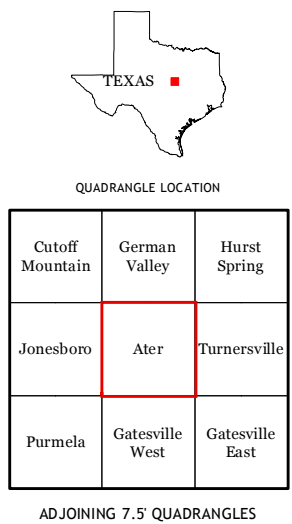 TEXAS
QUADRANGLE LOCATION
Cutoff
Mountain
German
Valley
Hurst
Spring
Jonesboro
Ater
Turnersville
Purmela
Gatesville
West
Gatesville
East
ADJOINING 7.5' QUADRANGLES